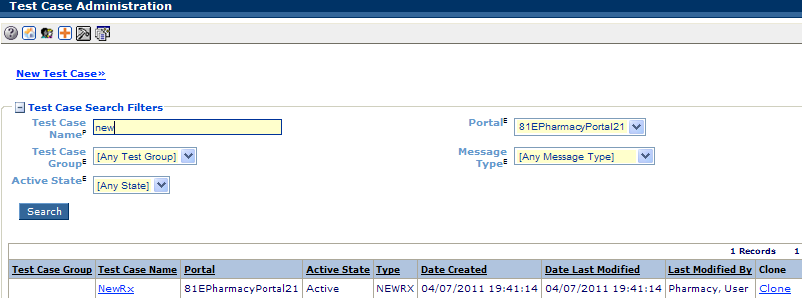 Test Case Administration
New Test Case»
Test Case Search Filters
Test Case Name P new Portal E 81EPharmacyPortal21
Test Case Group E [Any Test Group] Message Type E [Any Message Type]
Active State E [Any State]
Search
1 Records 1
Test Case Group Test Case Name Portal Active State Type Date Created Date Last Modified Last Modified By Clone
NewRx 81EPharmacyPortal21 Active NEWRX 04/07/2011 19:41:14 04/07/2011 19:41:14 Pharmacy, User Clone